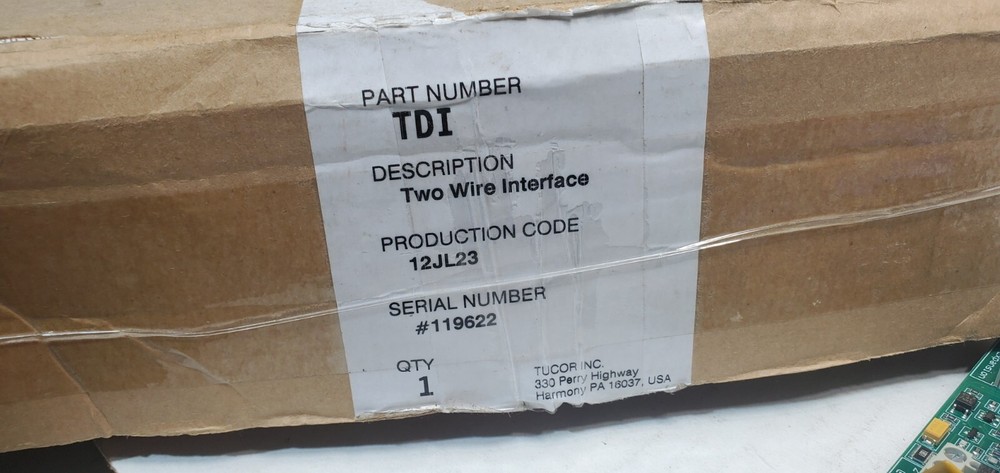 PART NUMBER
TDI
DESCRIPTION
Two Wire Interface
PRODUCTION CODE
12JL23
SERIAL NUMBER
#119622
QTY
1
TUCOR INC.
330 Perry Highway
Harmony PA 16037, USA